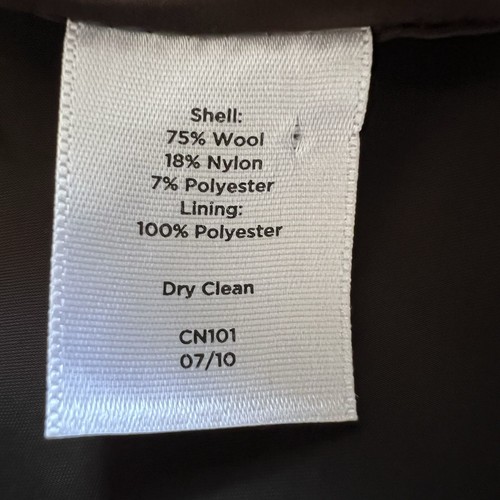 Shell:
75% Wool
18% Nylon
7% Polyester
Lining:
100% Polyester
Dry Clean
CN101
07/10